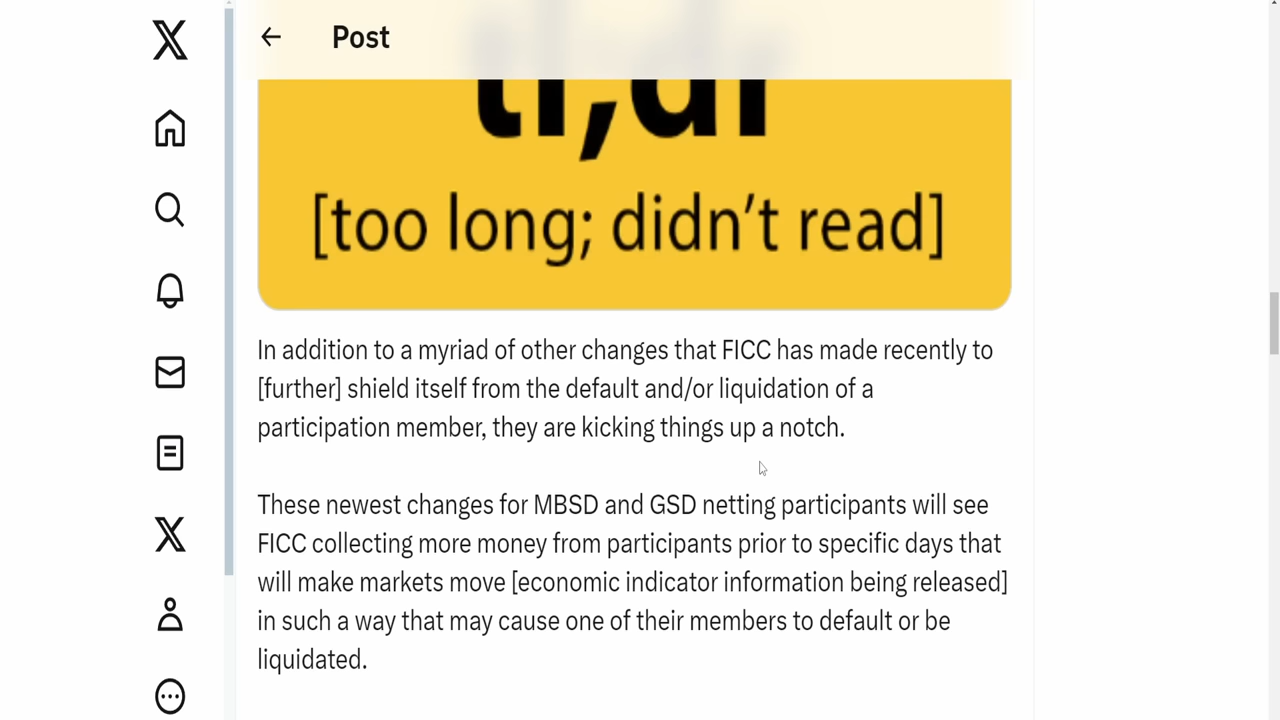 Post
tl;dr
[too long; didn't read]
In addition to a myriad of other changes that FICC has made recently to
[further] shield itself from the default and/or liquidation of a
participation member, they are kicking things up a notch.
These newest changes for MBSD and GSD netting participants will see
FICC collecting more money from participants prior to specific days that
will make markets move [economic indicator information being released]
in such a way that may cause one of their members to default or be
liquidated.